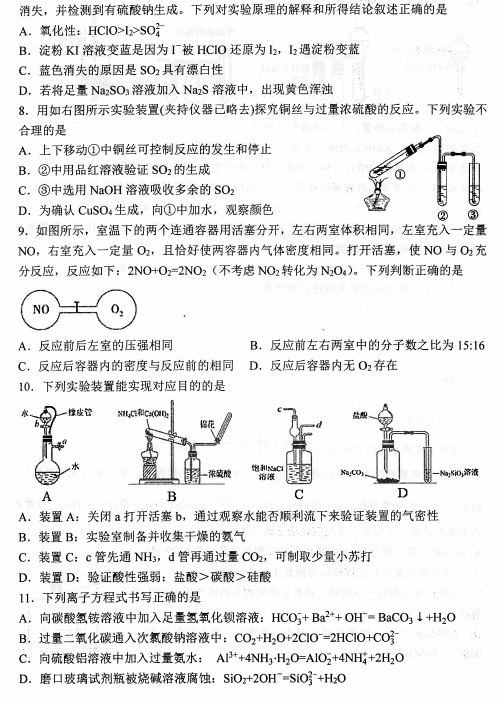 消失，并检测到有硫酸钠生成。下列对实验原理的解释和所得结论叙述正确的是
A．氧化性：HClO>I₂>SO₄²⁻
B．淀粉 KI 溶液变蓝是因为 I⁻被 HClO 还原为 I₂，I₂遇淀粉变蓝
C．蓝色消失的原因是 SO₂具有漂白性
D．若将足量 Na₂SO₃溶液加入 Na₂S 溶液中，出现黄色浑浊
8．用如右图所示实验装置(夹持仪器已略去)探究铜丝与过量浓硫酸的反应。下列实验不
合理的是
A．上下移动①中铜丝可控制反应的发生和停止
B．②中用品红溶液验证 SO₂的生成
C．③中选用 NaOH 溶液吸收多余的 SO₂
D．为确认 CuSO₄生成，向①中加水，观察颜色
① ② ③
9．如图所示，室温下的两个连通容器用活塞分开，左右两室体积相同，左室充入一定量
NO，右室充入一定量 O₂，且恰好使两容器内气体密度相同。打开活塞，使 NO 与 O₂充
分反应，反应如下：2NO+O₂=2NO₂（不考虑 NO₂转化为 N₂O₄）。下列判断正确的是
NO O₂
A．反应前后左室的压强相同 B．反应前左右两室中的分子数之比为 15:16
C．反应后容器内的密度与反应前的相同 D．反应后容器内无 O₂存在
10．下列实验装置能实现对应目的的是
水 b 橡皮管 a 水
NH₄Cl和Ca(OH)₂ 棉花 浓硫酸
c d 饱和NaCl溶液
盐酸 Na₂CO₃ Na₂SiO₃溶液
A B C D
A．装置 A：关闭 a 打开活塞 b，通过观察水能否顺利流下来验证装置的气密性
B．装置 B：实验室制备并收集干燥的氨气
C．装置 C：c 管先通 NH₃，d 管再通过量 CO₂，可制取少量小苏打
D．装置 D：验证酸性强弱：盐酸>碳酸>硅酸
11．下列离子方程式书写正确的是
A．向碳酸氢铵溶液中加入足量氢氧化钡溶液：HCO₃⁻+ Ba²⁺+ OH⁻= BaCO₃↓+H₂O
B．过量二氧化碳通入次氯酸钠溶液中：CO₂+H₂O+2ClO⁻=2HClO+CO₃²⁻
C．向硫酸铝溶液中加入过量氨水： Al³⁺+4NH₃·H₂O=AlO₂⁻+4NH₄⁺+2H₂O
D．磨口玻璃试剂瓶被烧碱溶液腐蚀：SiO₂+2OH⁻=SiO₃²⁻+H₂O